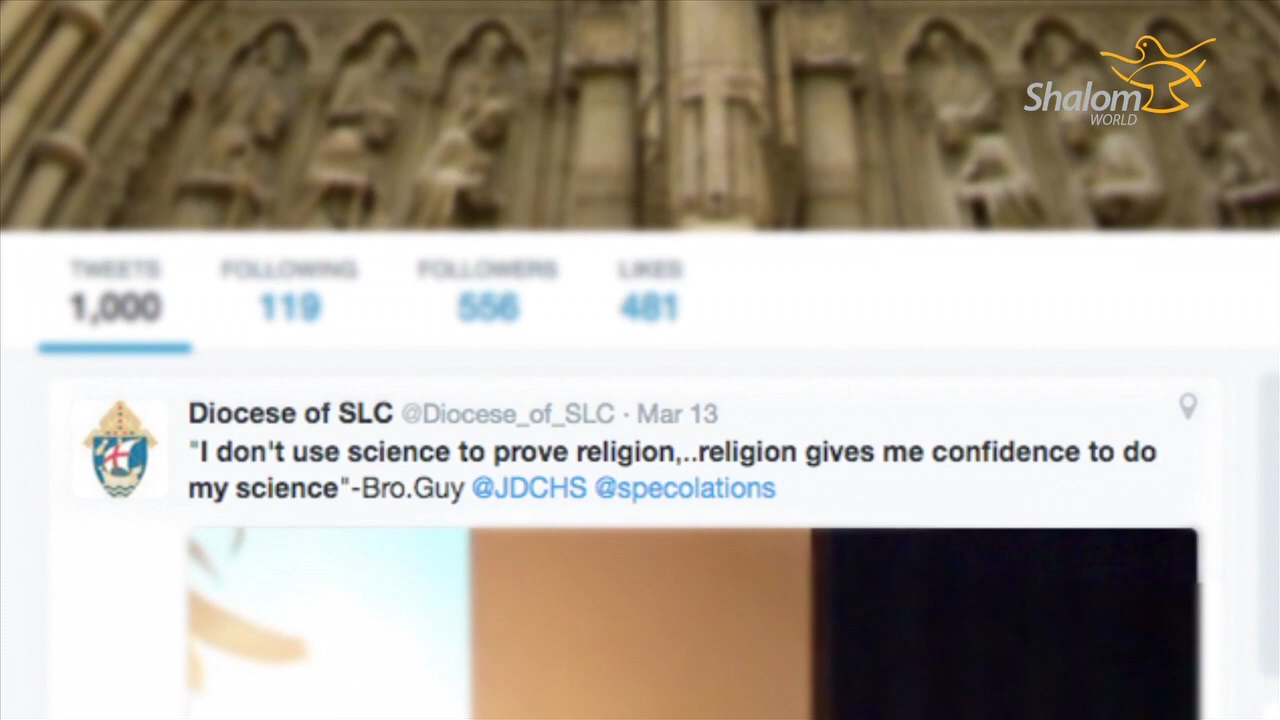 Shalom
WORLD
TWEETS FOLLOWING FOLLOWERS LIKES
1,000 119 556 481
Diocese of SLC @Diocese_of_SLC · Mar 13
"I don't use science to prove religion,..religion gives me confidence to do
my science"-Bro.Guy @JDCHS @specolations